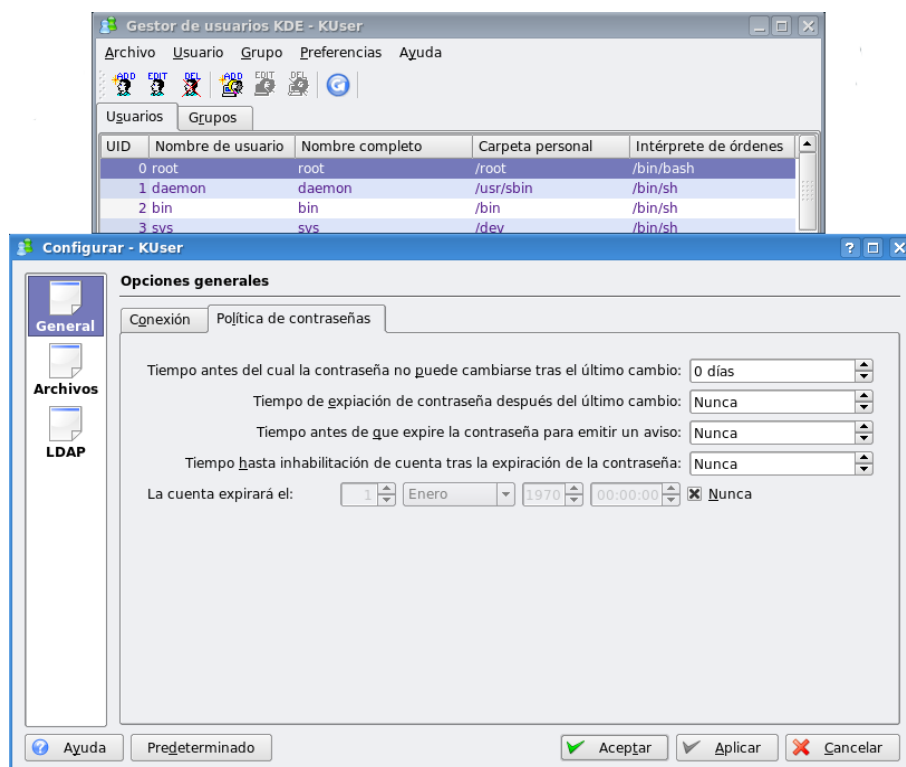 Gestor de usuarios KDE - KUser
Archivo Usuario Grupo Preferencias Ayuda
ADD EDIT DEL ADD EDIT DEL
Usuarios Grupos
UID Nombre de usuario Nombre completo Carpeta personal Intérprete de órdenes
0 root root /root /bin/bash
1 daemon daemon /usr/sbin /bin/sh
2 bin bin /bin /bin/sh
3 sys sys /dev /bin/sh
Configurar - KUser
General
Archivos
LDAP
Opciones generales
Conexión Política de contraseñas
Tiempo antes del cual la contraseña no puede cambiarse tras el último cambio: 0 días
Tiempo de expiación de contraseña después del último cambio: Nunca
Tiempo antes de que expire la contraseña para emitir un aviso: Nunca
Tiempo hasta inhabilitación de cuenta tras la expiración de la contraseña: Nunca
La cuenta expirará el: 1 Enero 1970 00:00:00 Nunca
Ayuda Predeterminado Aceptar Aplicar Cancelar